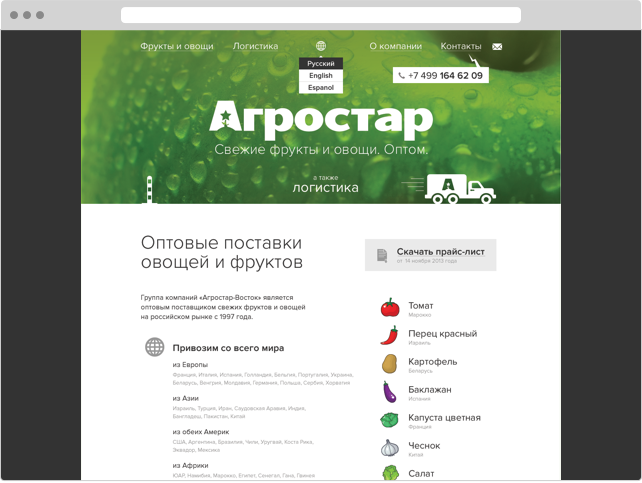 Фрукты и овощи
Логистика
О компании
Контакты
Русский
English
Espanol
+7 499 164 62 09
Агростар
Свежие фрукты и овощи. Оптом.
а также
логистика
Оптовые поставки
овощей и фруктов
Скачать прайс-лист
от 14 ноября 2013 года
Группа компаний «Агростар-Восток» является
оптовым поставщиком свежих фруктов и овощей
на российском рынке с 1997 года.
Привозим со всего мира
из Европы
Франция, Италия, Испания, Голландия, Бельгия, Португалия, Украина,
Беларусь, Венгрия, Молдавия, Германия, Польша, Сербия, Хорватия
из Азии
Израиль, Турция, Иран, Саудовская Аравия, Индия,
Бангладеш, Пакистан, Китай
из обеих Америк
США, Аргентина, Бразилия, Чили, Уругвай, Коста Рика,
Эквадор, Мексика
из Африки
ЮАР, Намибия, Марокко, Египет, Сенегал, Гана, Гвинея
Томат
Марокко
Перец красный
Израиль
Картофель
Беларусь
Баклажан
Испания
Капуста цветная
Франция
Чеснок
Китай
Салат